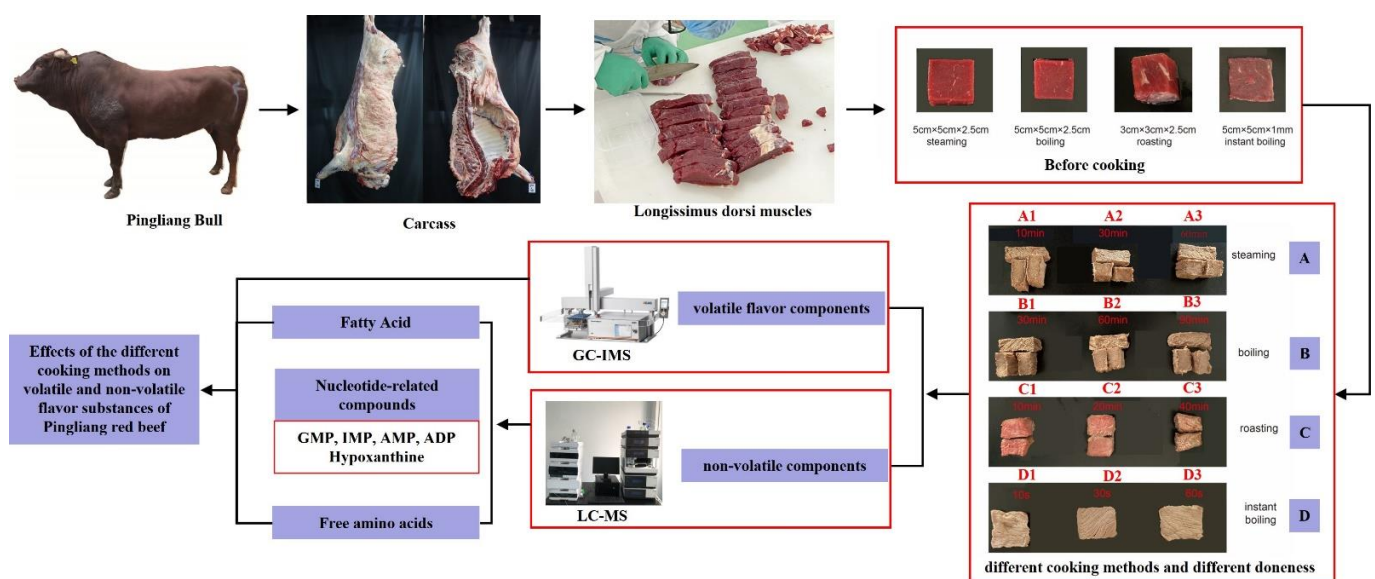 Pingliang Bull
Carcass
Longissimus dorsi muscles
5cm×5cm×2.5cm
steaming
5cm×5cm×2.5cm
boiling
3cm×3cm×2.5cm
roasting
5cm×5cm×1mm
instant boiling
Before cooking
A1 A2 A3
10min 30min 60min
steaming
A
B1 B2 B3
30min 60min 90min
boiling
B
C1 C2 C3
10min 20min 40min
roasting
C
D1 D2 D3
10s 30s 60s
instant
boiling
D
different cooking methods and different doneness
volatile flavor components
GC-IMS
non-volatile components
LC-MS
Fatty Acid
Nucleotide-related
compounds
GMP, IMP, AMP, ADP
Hypoxanthine
Free amino acids
Effects of the different
cooking methods on
volatile and non-volatile
flavor substances of
Pingliang red beef